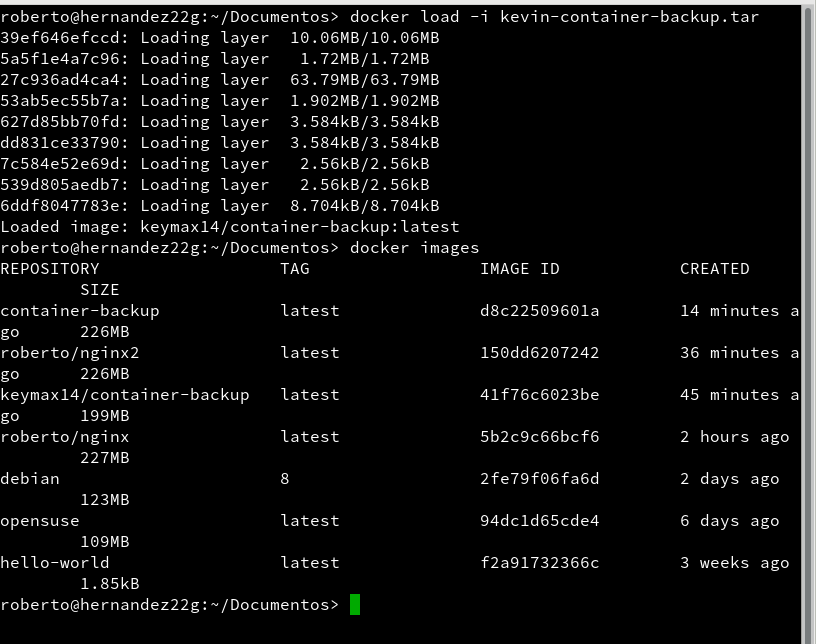 roberto@hernandez22g:~/Documentos> docker load -i kevin-container-backup.tar
39ef646efccd: Loading layer  10.06MB/10.06MB
5a5f1e4a7c96: Loading layer   1.72MB/1.72MB
27c936ad4ca4: Loading layer  63.79MB/63.79MB
53ab5ec55b7a: Loading layer  1.902MB/1.902MB
627d85bb70fd: Loading layer  3.584kB/3.584kB
dd831ce33790: Loading layer  3.584kB/3.584kB
7c584e52e69d: Loading layer   2.56kB/2.56kB
539d805aedb7: Loading layer   2.56kB/2.56kB
6ddf8047783e: Loading layer  8.704kB/8.704kB
Loaded image: keymax14/container-backup:latest
roberto@hernandez22g:~/Documentos> docker images
REPOSITORY                  TAG                 IMAGE ID            CREATED
        SIZE
container-backup            latest              d8c22509601a        14 minutes a
go      226MB
roberto/nginx2              latest              150dd6207242        36 minutes a
go      226MB
keymax14/container-backup   latest              41f76c6023be        45 minutes a
go      199MB
roberto/nginx               latest              5b2c9c66bcf6        2 hours ago
        227MB
debian                      8                   2fe79f06fa6d        2 days ago
        123MB
opensuse                    latest              94dc1d65cde4        6 days ago
        109MB
hello-world                 latest              f2a91732366c        3 weeks ago
        1.85kB
roberto@hernandez22g:~/Documentos>